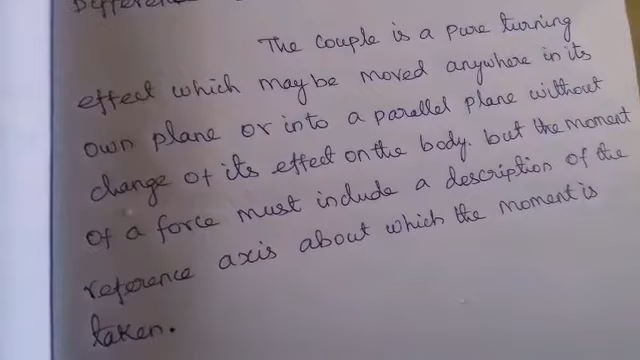 Difference
The couple is a pure turning
effect which may be moved anywhere in its
own plane or into a parallel plane without
change of its effect on the body. but the moment
of a force must include a description of the
reference axis about which the moment is
taken.